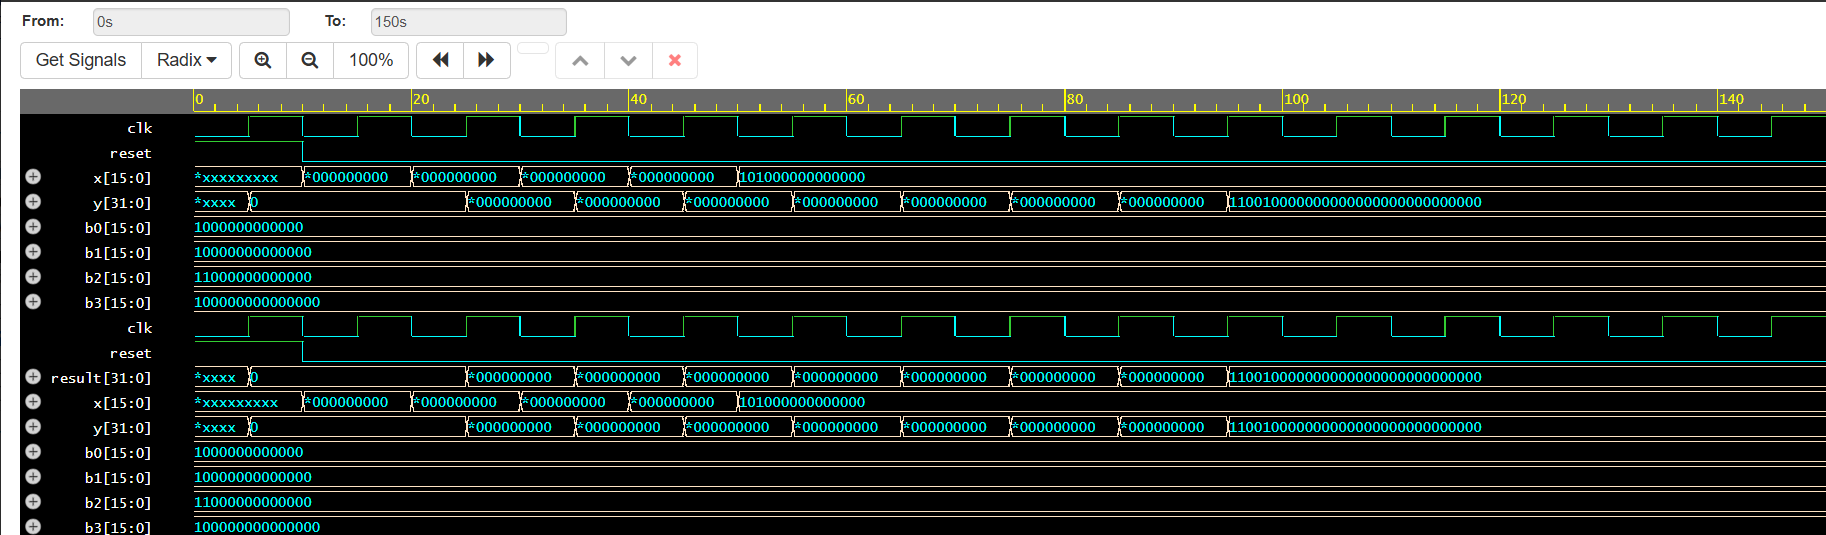 From: 0s To: 150s
Get Signals Radix 100%
0 20 40 60 80 100 120 140
clk
reset
x[15:0] *xxxxxxxxx *000000000 *000000000 *000000000 *000000000 101000000000000
y[31:0] *xxxx 0 *000000000 *000000000 *000000000 *000000000 *000000000 *000000000 *000000000 110010000000000000000000000000
b0[15:0] 1000000000000
b1[15:0] 10000000000000
b2[15:0] 11000000000000
b3[15:0] 100000000000000
clk
reset
result[31:0] *xxxx 0 *000000000 *000000000 *000000000 *000000000 *000000000 *000000000 *000000000 110010000000000000000000000000
x[15:0] *xxxxxxxxx *000000000 *000000000 *000000000 *000000000 101000000000000
y[31:0] *xxxx 0 *000000000 *000000000 *000000000 *000000000 *000000000 *000000000 *000000000 110010000000000000000000000000
b0[15:0] 1000000000000
b1[15:0] 10000000000000
b2[15:0] 11000000000000
b3[15:0] 100000000000000